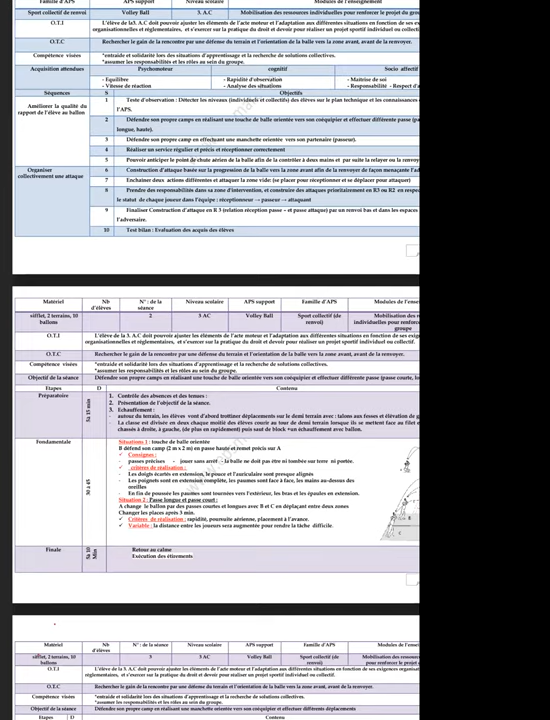 Famille d'APS APS support Niveau scolaire Modules d'enseignement
Sport collectif de renvoi Volley Ball 3. A.C Mobilisation des ressources individuelles pour renforcer le projet du gro
O.T.I L'élève de la3. A.C doit pouvoir ajuster les éléments de l'acte moteur et l'adaptation aux différentes situations en fonction de ses ex
organisationnelles et réglementaires, et s'exercer sur la pratique du droit et devoir pour réaliser un projet sportif individuel ou collectif
O.T.C Rechercher le gain de la rencontre par une défense du terrain et l'orientation de la balle vers la zone avant, avant de la renvoyer.
Compétence visées *entraide et solidarité lors des situations d'apprentissage et la recherche de solutions collectives.
*assumer les responsabilités et les rôles au sein du groupe.
Acquisition attendues Psychomoteur cognitif Socio affectif
- Equilibre - Rapidité d'observation - Maitrise de soi
- Coordination motrice - Analyse des situations - Responsabilité - Respect d'a
Séquences S Objectifs
Améliorer la qualité du rapport de l'élève au ballon
1 Teste d'observation : Détecter les niveaux (individuels et collectifs) des élèves sur le plan technique et les connaissances
l'APS.
2 Défendre son propre camps en réalisant une touche de balle orientée vers son coéquipier et effectuer différente passe (pa
longue, haute).
3 Défendre son propre camp en effectuant une manchette orientée vers son partenaire (passeur).
4 Réaliser un service régulier et précis et réceptionner correctement
5 Pouvoir anticiper le point de chute aérien de la balle afin de la contrôler à deux mains et par suite la relayer ou la renvoy
Organiser collectivement une attaque
6 Construction d'attaque basée sur la progression de la balle vers la zone avant afin de la renvoyer de façon menaçante l'ad
7 Enchainer deux actions différentes et attaquer la zone vide: (se placer pour réceptionner et se déplacer pour attaquer)
8 Prendre des responsabilités dans sa zone d'intervention, et construire des attaques prioritairement en R3 ou R2 en respec
le statut de chaque joueur dans l'équipe : réceptionneur → passeur → attaquant
9 Finaliser Construction d'attaque en R 3 (relation réception passe – et passe attaque) par un renvoi bas et dans les espaces
l'adversaire.
10 Test bilan : Evaluation des acquis des élèves
Matériel Nb d'élèves N° : de la séance Niveau scolaire APS support Famille d'APS Modules d'ense
sifflet, 2 terrains, 10 ballons 2 3 AC Volley Ball Sport collectif (de renvoi) Mobilisation des r
individuelles pour renforc
groupe
O.T.I L'élève de la 3. A.C doit pouvoir ajuster les éléments de l'acte moteur et l'adaptation aux différentes situations en fonction de ses ex
organisationnelles et réglementaires, et s'exercer sur la pratique du droit et devoir pour réaliser un projet sportif individuel ou collectif.
O.T.C Rechercher le gain de la rencontre par une défense du terrain et l'orientation de la balle vers la zone avant, avant de la renvoyer.
Compétence visées *entraide et solidarité lors des situations d'apprentissage et la recherche de solutions collectives.
*assumer les responsabilités et les rôles au sein du groupe.
Objectif de la séance Défendre son propre camps en réalisant une touche de balle orientée vers son coéquipier et effectuer différente passe (passe courte, lo
Etapes D Contenu
Préparatoire 5à 15 min
1. Contrôle des absences et des tenues :
2. Présentation de l'objectif de la séance.
3. Echauffement :
- autour du terrain, les élèves vont d'abord trottiner déplacements sur le demi terrain avec : talons aux fesses et élévation de g
- La classe est divisée en deux chaque moitié des élèves courir au tour de demi terrain lorsque ils se mettent face au filet
chassés à droite, à gauche, (de plus en rapidement) puis saut de block +un échauffement avec ballon.
Fondamentale 30 à 45
Situations 1 : touche de balle orientée
B défend son camp (2 m x 2 m) en passe haute et remet précis sur A
✓ Consignes :
- passes précises - jouer sans arrêt - la balle ne doit pas être ni tombée sur terre ni portée.
✓ critères de réalisation :
- Les doigts écartés en extension, le pouce et l'auriculaire sont presque alignés
- Les poignets sont en extension complète, les paumes sont face à face, les mains au-dessus des
oreilles
- En fin de poussée les paumes sont tournées vers l'extérieur, les bras et les épaules en extension.
Situation 2 : Passe longue et passe court :
A change le ballon par des passes courtes et longues avec B et C en déplaçant entre deux zones
Changer les places après 3 min.
✓ Critères de réalisation : rapidité, poursuite aérienne, placement à l'avance.
✓ Variable : la distance entre les joueurs sera augmentée pour rendre la tâche difficile.
Finale 5à 10 Min
Retour au calme
Exécution des étirements
Matériel Nb d'élèves N° : de la séance Niveau scolaire APS support Famille d'APS Modules d'ense
sifflet, 2 terrains, 10 ballons 3 3 AC Volley Ball Sport collectif (de renvoi) Mobilisation des ressourc
pour renforcer le projet d
O.T.I L'élève de la 3. A.C doit pouvoir ajuster les éléments de l'acte moteur et l'adaptation aux différentes situations en fonction de ses exigences organisat
réglementaires, et s'exercer sur la pratique du droit et devoir pour réaliser un projet sportif individuel ou collectif.
O.T.C Rechercher le gain de la rencontre par une défense du terrain et l'orientation de la balle vers la zone avant, avant de la renvoyer.
Compétence visées *entraide et solidarité lors des situations d'apprentissage et la recherche de solutions collectives.
*assumer les responsabilités et les rôles au sein du groupe.
Objectif de la séance Défendre son propre camp en réalisant une manchette orientée vers son coéquipier et effectuer différents déplacements
Etapes D Contenu